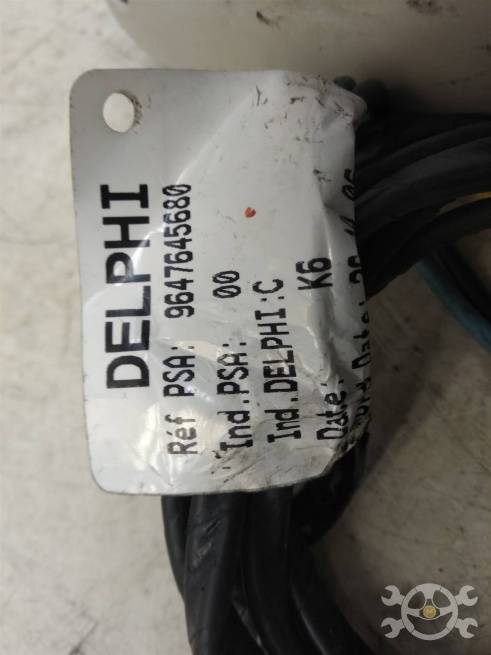 DELPHI
Réf PSA: 9647645680
Ind.PSA: 00
Ind.DELPHI:C
K6
Date: